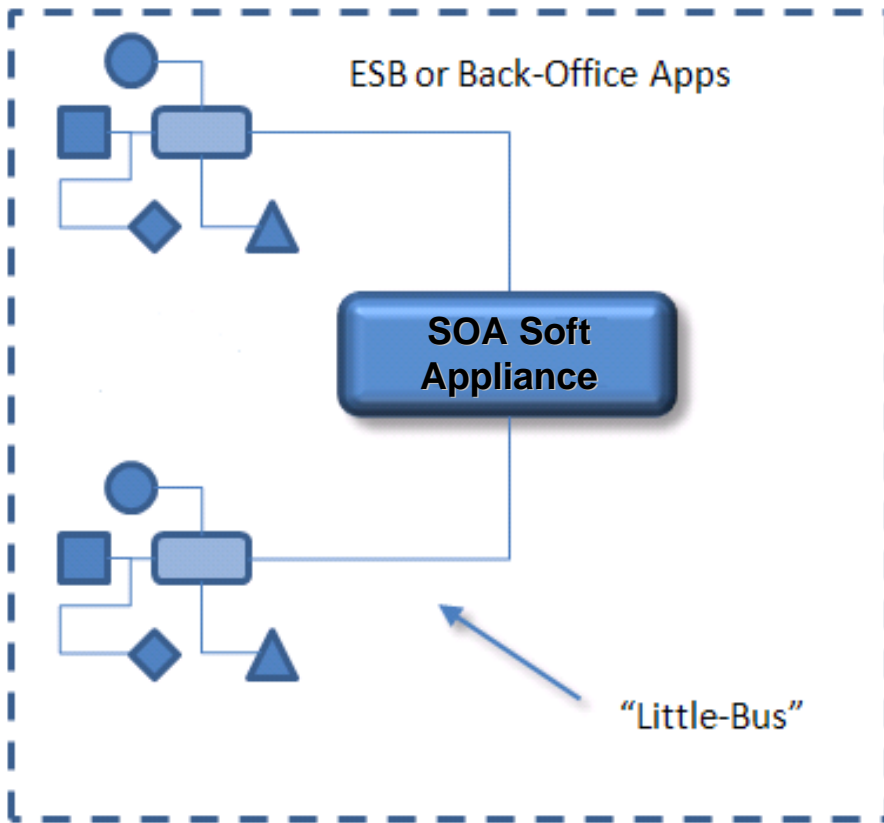 ESB or Back-Office Apps
SOA Soft
Appliance
“Little-Bus”